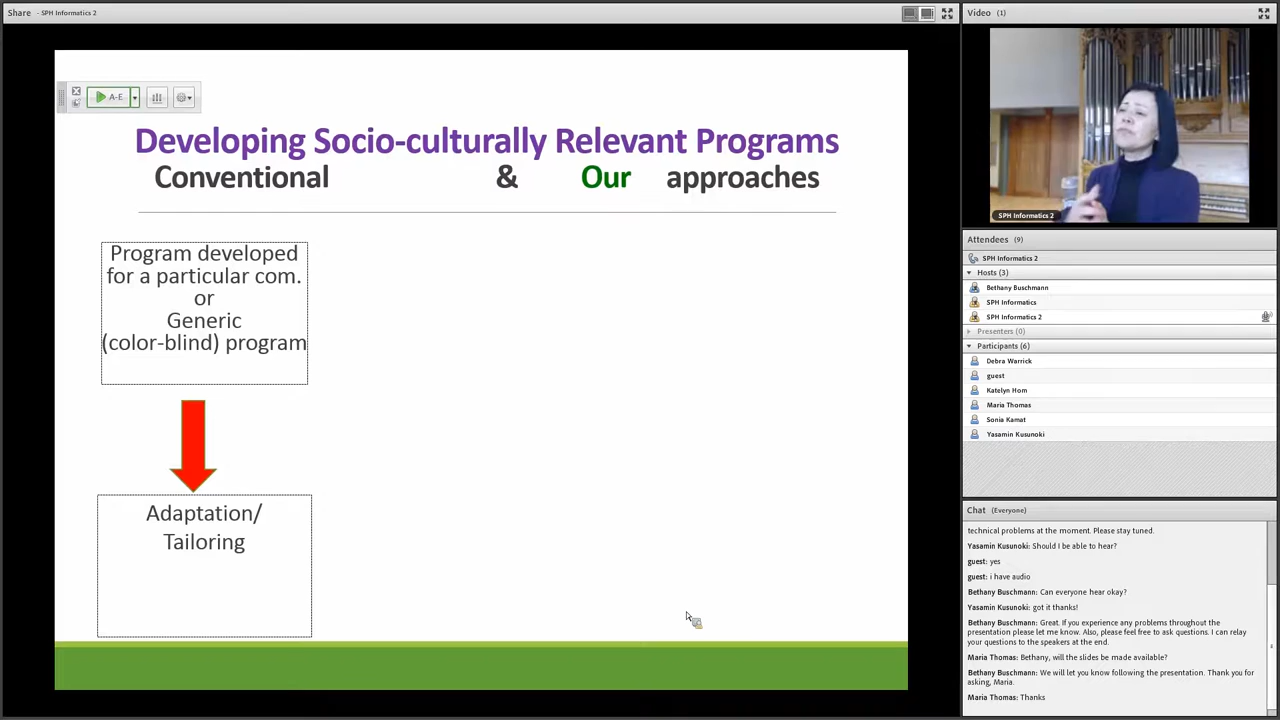 Share - SPH Informatics 2
A-E
Developing Socio-culturally Relevant Programs
Conventional & Our approaches
Program developed
for a particular com.
or
Generic
(color-blind) program
Adaptation/
Tailoring
Video (1)
SPH Informatics 2
Attendees (9)
SPH Informatics 2
Hosts (3)
Bethany Buschmann
SPH Informatics
SPH Informatics 2
Presenters (0)
Participants (6)
Debra Warrick
guest
Katelyn Hom
Maria Thomas
Sonia Kamat
Yasamin Kusunoki
Chat (Everyone)
technical problems at the moment. Please stay tuned.
Yasamin Kusunoki: Should I be able to hear?
guest: yes
guest: i have audio
Bethany Buschmann: Can everyone hear okay?
Yasamin Kusunoki: got it thanks!
Bethany Buschmann: Great. If you experience any problems throughout the
presentation please let me know. Also, please feel free to ask questions. I can relay
your questions to the speakers at the end.
Maria Thomas: Bethany, will the slides be made available?
Bethany Buschmann: We will let you know following the presentation. Thank you for
asking, Maria.
Maria Thomas: Thanks